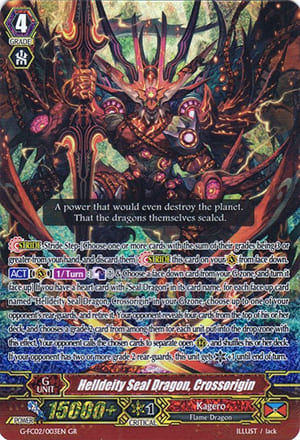 4
GRADE
A power that would even destroy the planet.
That the dragons themselves sealed.
STRIDE -Stride Step- [Choose one or more cards with the sum of their grades being 3 or
greater from your hand, and discard them] STRIDE this card on your from face down.
ACT 1/Turn & Choose a face down card from your G zone, and turn it
face up] If you have a heart card with "Seal Dragon" in its card name, for each face up card
named "Helldeity Seal Dragon, Crossorigin" in your G zone, choose up to one of your
opponent's rear-guards, and retire it. Your opponent reveals four cards from the top of his or her
deck, and chooses a grade 2 card from among them for each unit put into the drop zone with
this effect. Your opponent calls the chosen cards to separate open , and shuffles his or her deck.
If your opponent has two or more grade 2 rear-guards, this unit gets +3 until end of turn.
G
UNIT
Helldeity Seal Dragon, Crossorigin
POWER
15000+
1
CRITICAL
Kagero
Flame Dragon
G-FC02/003EN GR
ILLUST / lack